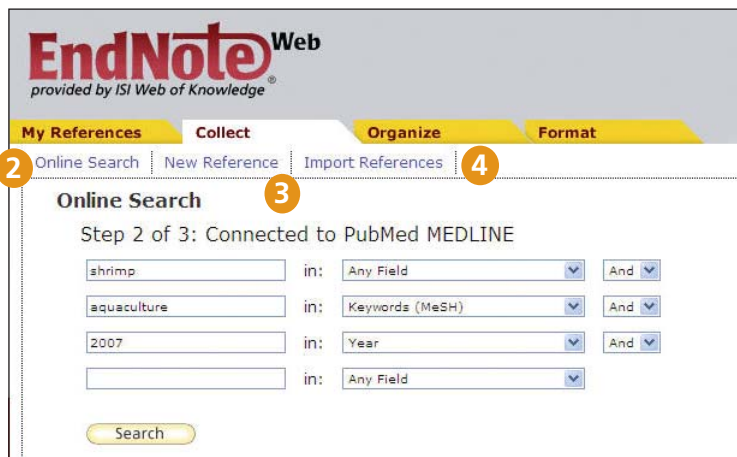 EndNote Web
provided by ISI Web of Knowledge®
My References Collect Organize Format
2 Online Search New Reference 3 Import References 4
Online Search
Step 2 of 3: Connected to PubMed MEDLINE
shrimp in: Any Field And
aquaculture in: Keywords (MeSH) And
2007 in: Year And
in: Any Field
Search